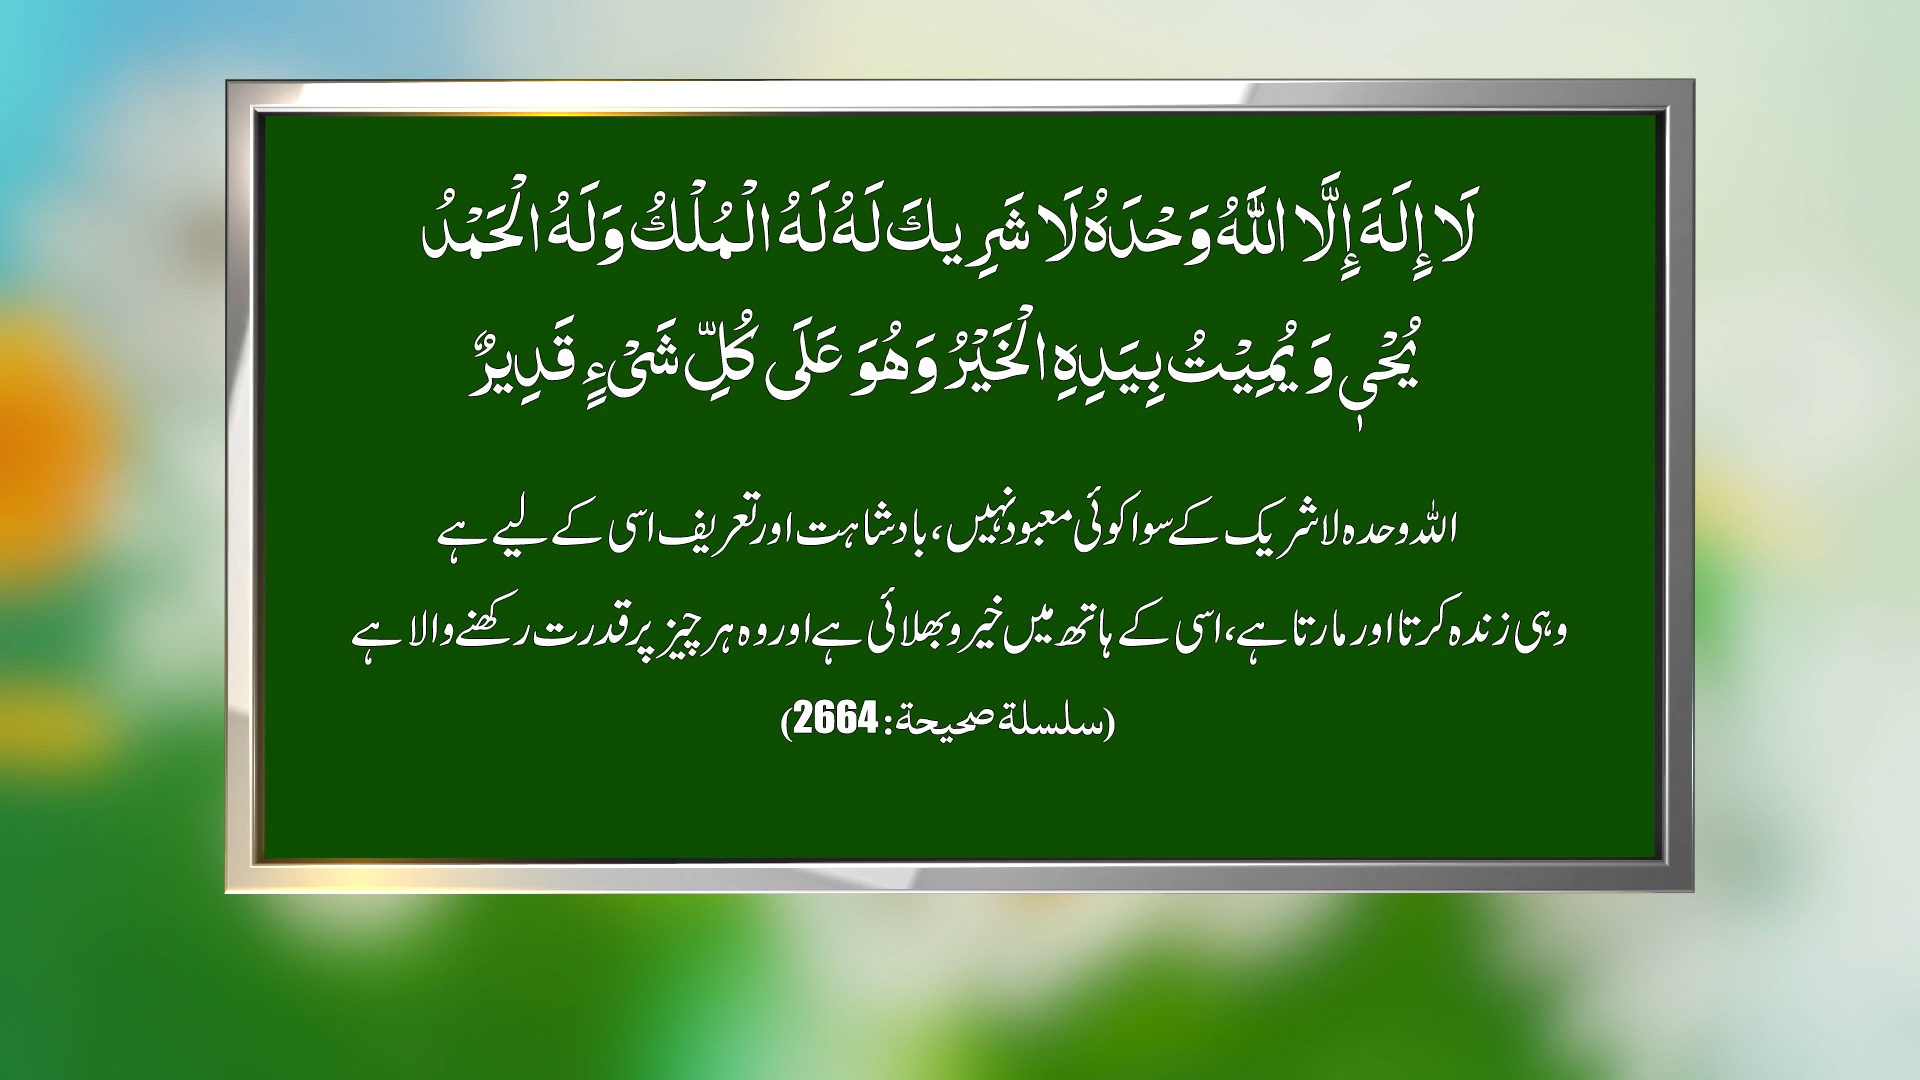 لَا إِلَهَ إِلَّا اللّٰهُ وَحْدَهُ لَا شَرِيكَ لَهُ لَهُ الْمُلْكُ وَلَهُ الْحَمْدُ
يُحْيٖ وَ يُمِيْتُ بِيَدِهِ الْخَيْرُ وَهُوَ عَلَى كُلِّ شَيْءٍ قَدِيرٌ
اللہ وحدہ لا شریک کے سوا کوئی معبود نہیں، بادشاہت اور تعریف اسی کے لیے ہے
وہی زندہ کرتا اور مارتا ہے، اسی کے ہاتھ میں خیر و بھلائی ہے اور وہ ہر چیز پر قدرت رکھنے والا ہے
(سلسلة صحيحة: 2664)